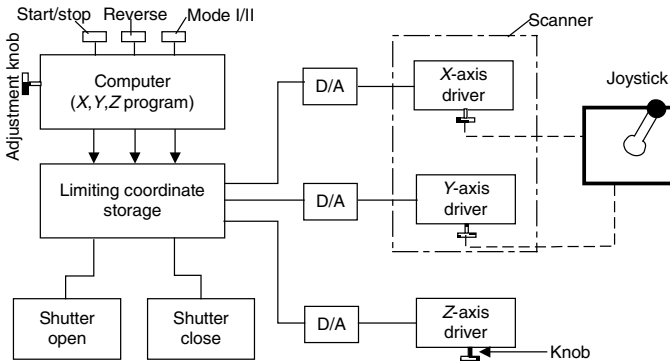 Start/stop
Reverse
Mode I/II
Scanner
Adjustment knob
Computer
(X,Y,Z program)
D/A
X-axis
driver
Joystick
Limiting coordinate
storage
D/A
Y-axis
driver
Shutter
open
Shutter
close
D/A
Z-axis
driver
Knob